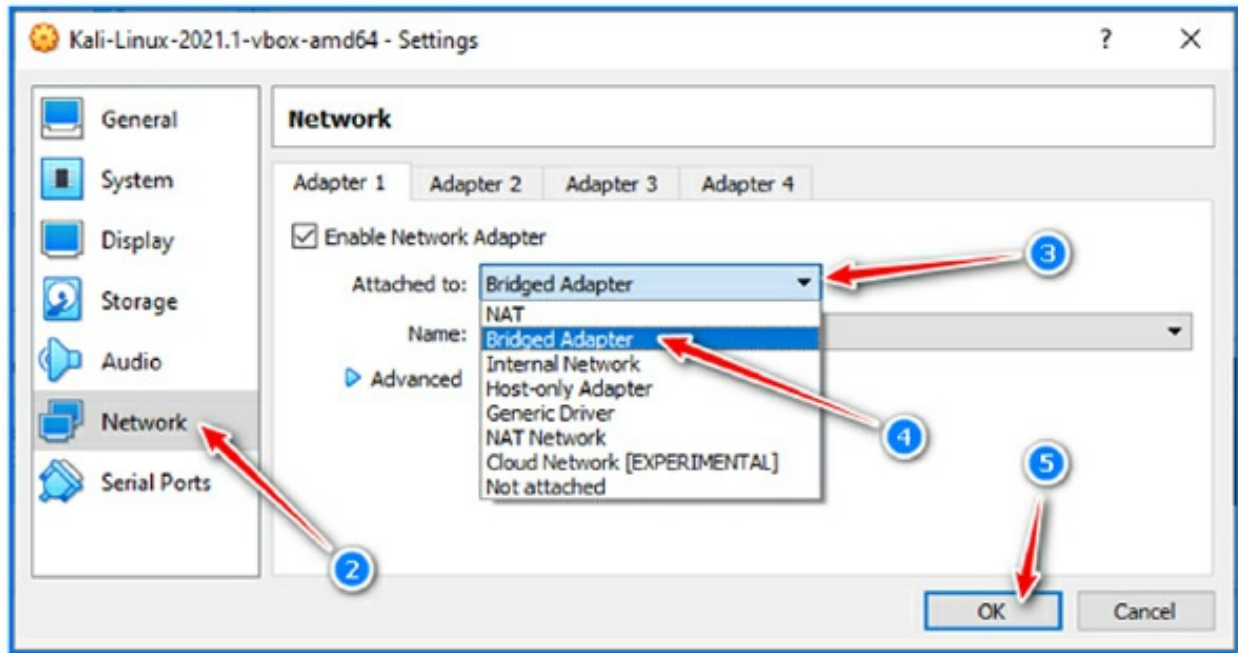 Kali-Linux-2021.1-vbox-amd64 - Settings
?
General
System
Display
Storage
Audio
Network
Serial Ports
Network
Adapter 1 Adapter 2 Adapter 3 Adapter 4
Enable Network Adapter
Attached to: Bridged Adapter
NAT
Name: Bridged Adapter
Internal Network
Advanced Host-only Adapter
Generic Driver
NAT Network
Cloud Network [EXPERIMENTAL]
Not attached
3
4
5
2
OK Cancel